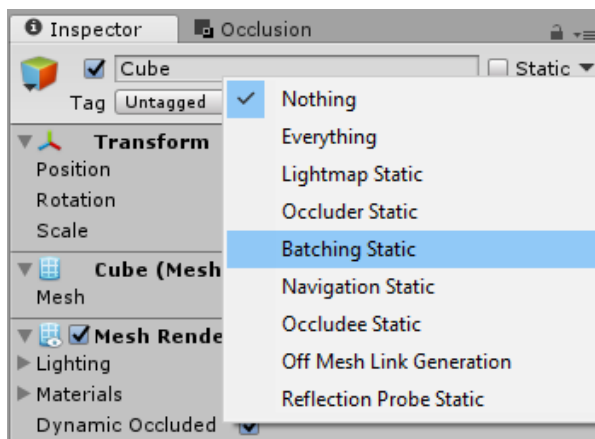 Inspector
Occlusion
Cube
Static
Tag Untagged
Nothing
Everything
Lightmap Static
Occluder Static
Batching Static
Navigation Static
Occludee Static
Off Mesh Link Generation
Reflection Probe Static
Transform
Position
Rotation
Scale
Cube (Mesh
Mesh
Mesh Rende
Lighting
Materials
Dynamic Occluded